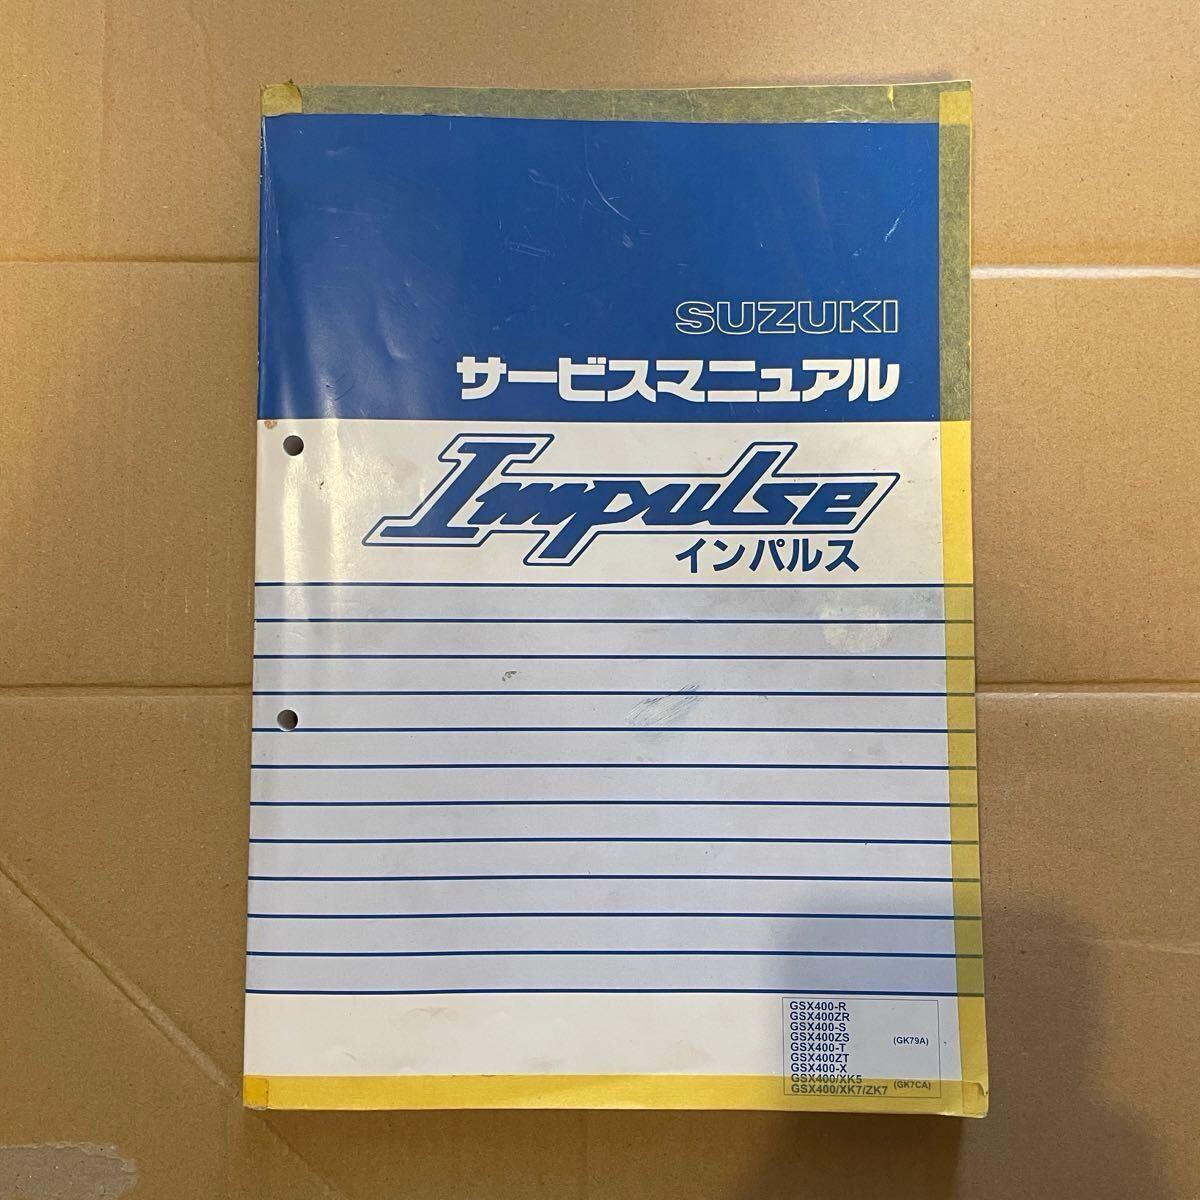 SUZUKI
サービスマニュアル
Impulse
インパルス
GSX400-R
GSX400ZR
GSX400-S
GSX400ZS (GK79A)
GSX400-T
GSX400ZT
GSX400-X
GSX400/XK5
GSX400/XK7/ZK7 (GK7CA)